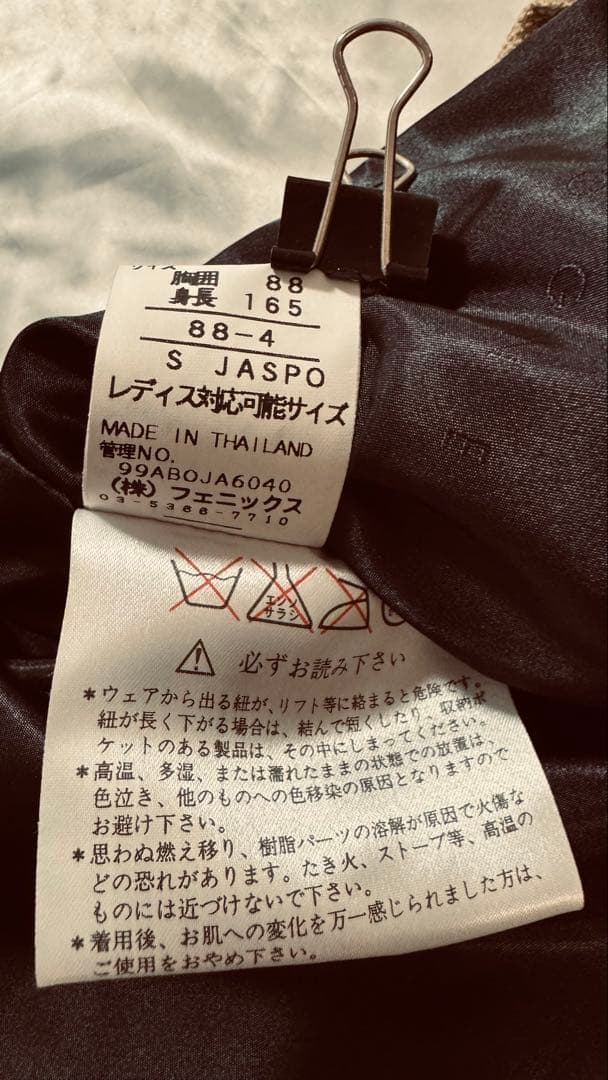 サイズ
胸囲 88
身長 165
88-4
S JASPO
レディス対応可能サイズ
MADE IN THAILAND
管理NO.
99ABOJA6040
(株) フェニックス
03-5366-7710
エンソ
サラシ
必ずお読み下さい
*ウェアから出る紐が、リフト等に絡まると危険です。
紐が長く下がる場合は、結んで短くしたり、収納ポ
ケットのある製品は、その中にしまってください。
*高温、多湿、または濡れたままの状態での放置は、
色泣き、他のものへの色移染の原因となりますので
お避け下さい。
*思わぬ燃え移り、樹脂パーツの溶解が原因で火傷な
どの恐れがあります。たき火、ストーブ等、高温の
ものには近づけないで下さい。
*着用後、お肌への変化を万一感じられました方は、
ご使用をおやめ下さい。